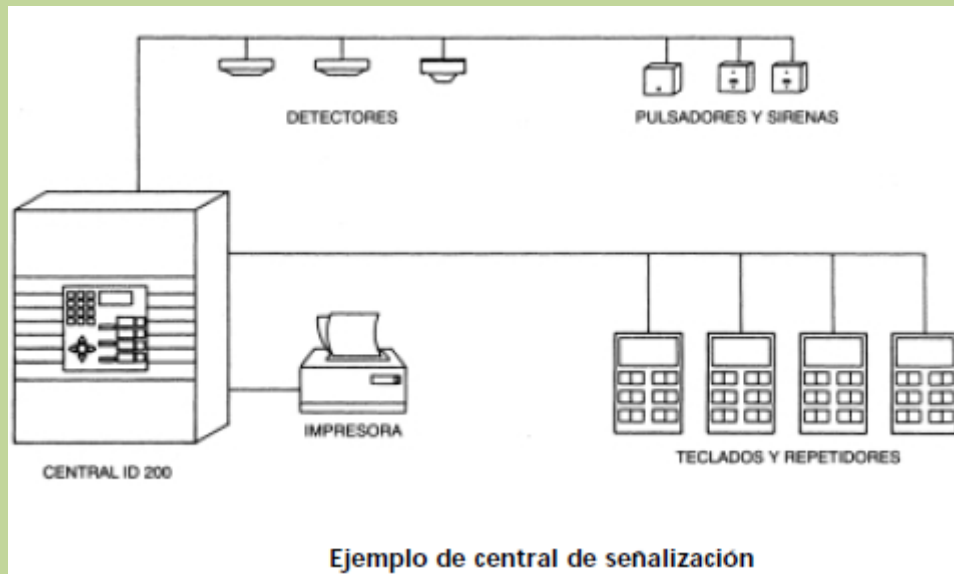 DETECTORES
PULSADORES Y SIRENAS
IMPRESORA
TECLADOS Y REPETIDORES
CENTRAL ID 200
Ejemplo de central de señalización